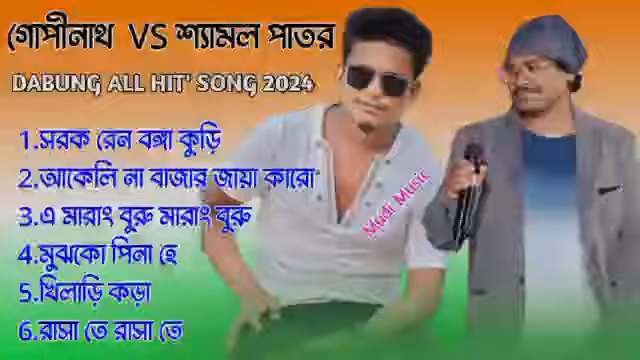 গোপীনাথ VS শ্যামল পাতর
DABUNG ALL HIT' SONG 2024
1.সরক রেন বঙ্গা কুড়ি
2.আকেলি না বাজার জায়া কারো
3.এ মারাং বুরু মারাং বুরু
4.মুঝকো পিনা হে
5.খিলাড়ি কড়া
6.রাসা তে রাসা তে
Mudi Music